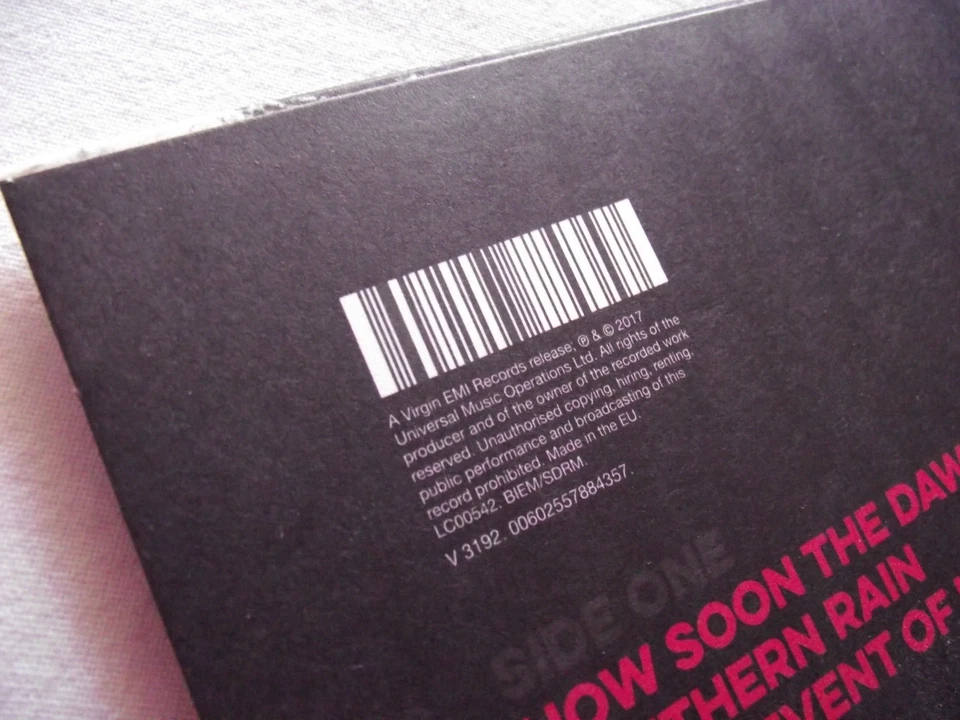 A Virgin EMI Records release, ℗ & © 2017
Universal Music Operations Ltd. All rights of the
producer and of the owner of the recorded work
reserved. Unauthorised copying, hiring, renting,
public performance and broadcasting of this
record prohibited. Made in the EU.
LC00542. BIEM/SDRM.
V 3192. 00602557884357.
SIDE ONE
HOW SOON THE DAW
THERN RAIN
VENT OF